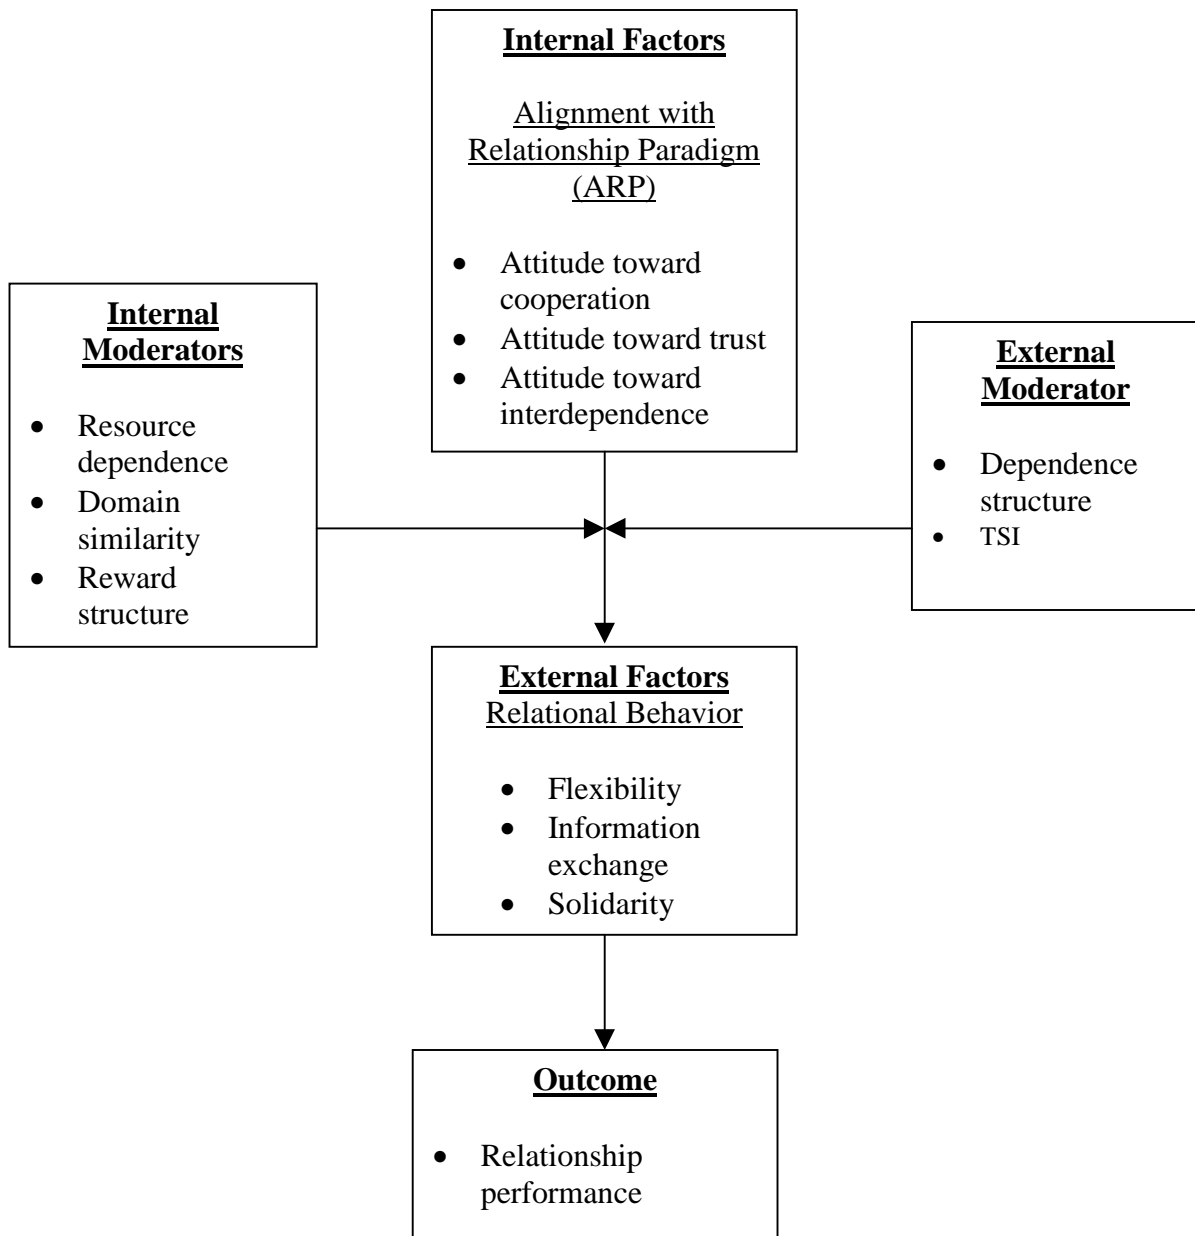 Internal Factors
Alignment with
Relationship Paradigm
(ARP)
• Attitude toward
cooperation
• Attitude toward trust
• Attitude toward
interdependence
Internal
Moderators
• Resource
dependence
• Domain
similarity
• Reward
structure
External
Moderator
• Dependence
structure
• TSI
External Factors
Relational Behavior
• Flexibility
• Information
exchange
• Solidarity
Outcome
• Relationship
performance